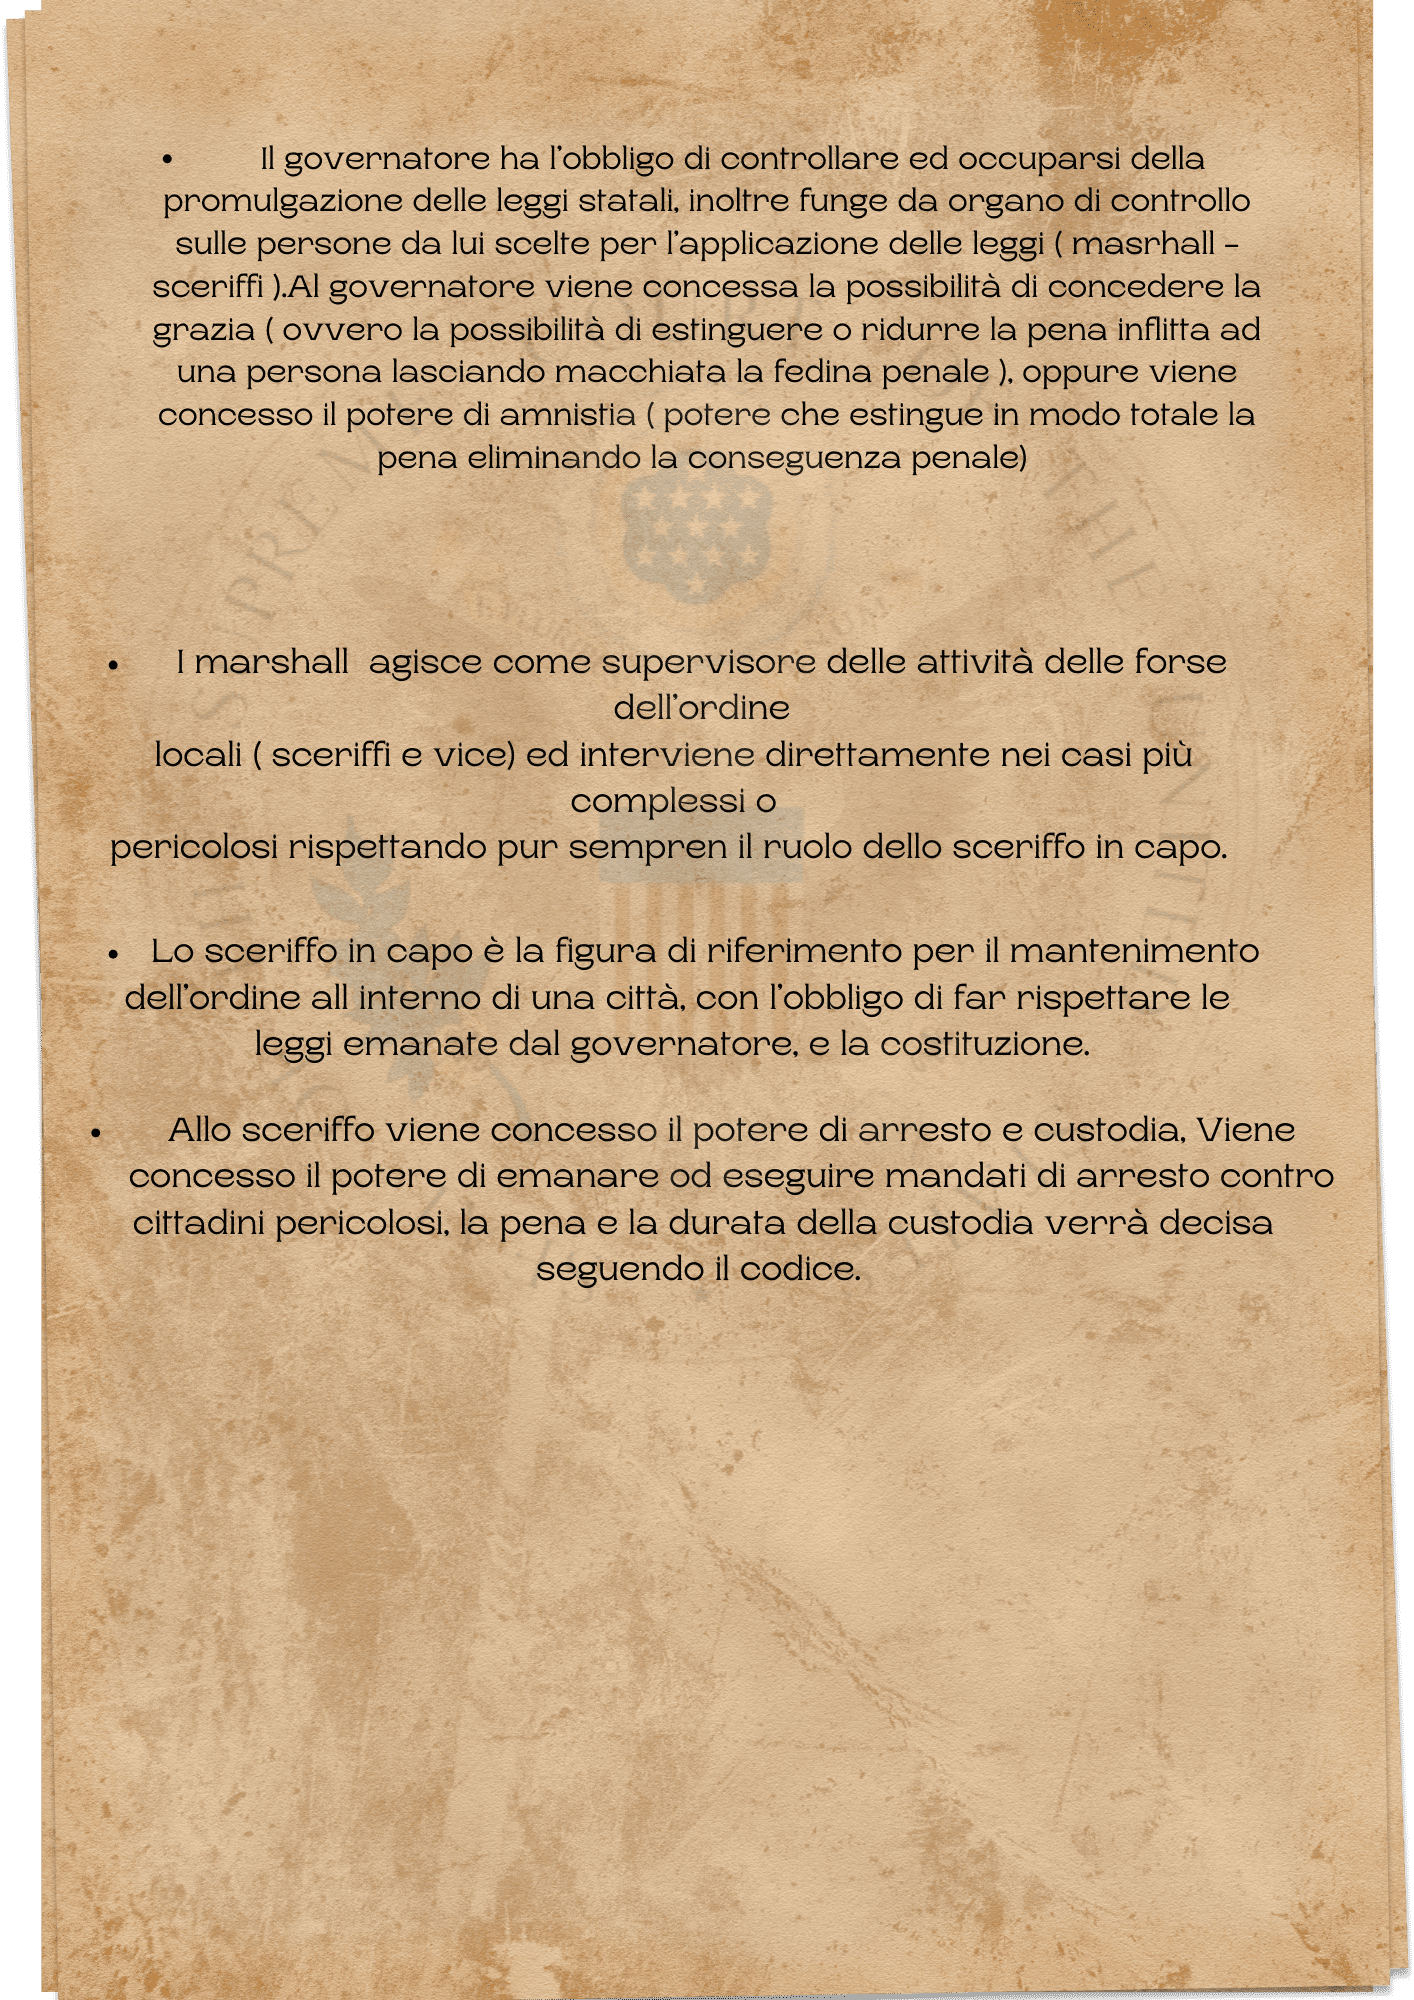 • Il governatore ha l'obbligo di controllare ed occuparsi della
promulgazione delle leggi statali, inoltre funge da organo di controllo
sulle persone da lui scelte per l'applicazione delle leggi ( masrhall -
sceriffi ).Al governatore viene concessa la possibilità di concedere la
grazia ( ovvero la possibilità di estinguere o ridurre la pena inflitta ad
una persona lasciando macchiata la fedina penale ), oppure viene
concesso il potere di amnistia ( potere che estingue in modo totale la
pena eliminando la conseguenza penale)
• I marshall  agisce come supervisore delle attività delle forse
dell'ordine
locali ( sceriffi e vice) ed interviene direttamente nei casi più
complessi o
pericolosi rispettando pur sempren il ruolo dello sceriffo in capo.
• Lo sceriffo in capo è la figura di riferimento per il mantenimento
dell'ordine all interno di una città, con l'obbligo di far rispettare le
leggi emanate dal governatore, e la costituzione.
• Allo sceriffo viene concesso il potere di arresto e custodia, Viene
concesso il potere di emanare od eseguire mandati di arresto contro
cittadini pericolosi, la pena e la durata della custodia verrà decisa
seguendo il codice.